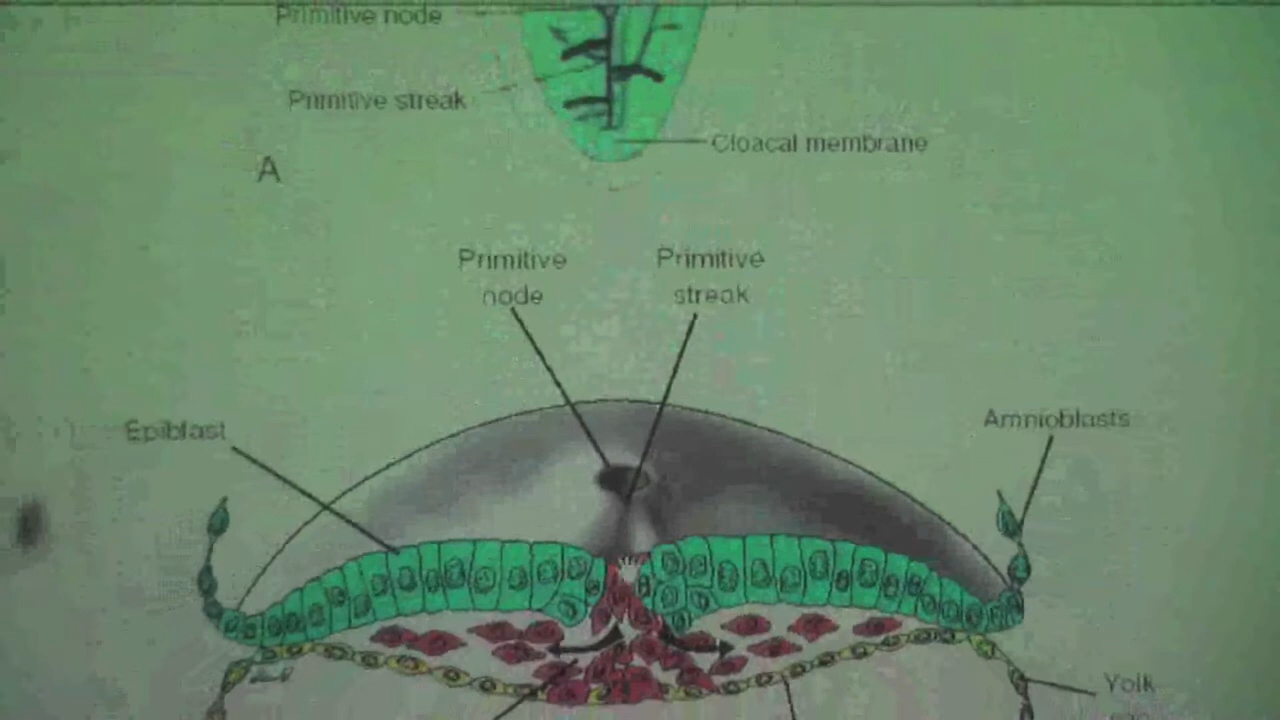 Primitive node
Primitive streak
Cloacal membrane
A
Primitive
node
Primitive
streak
Epiblast
Amnioblasts
Yolk